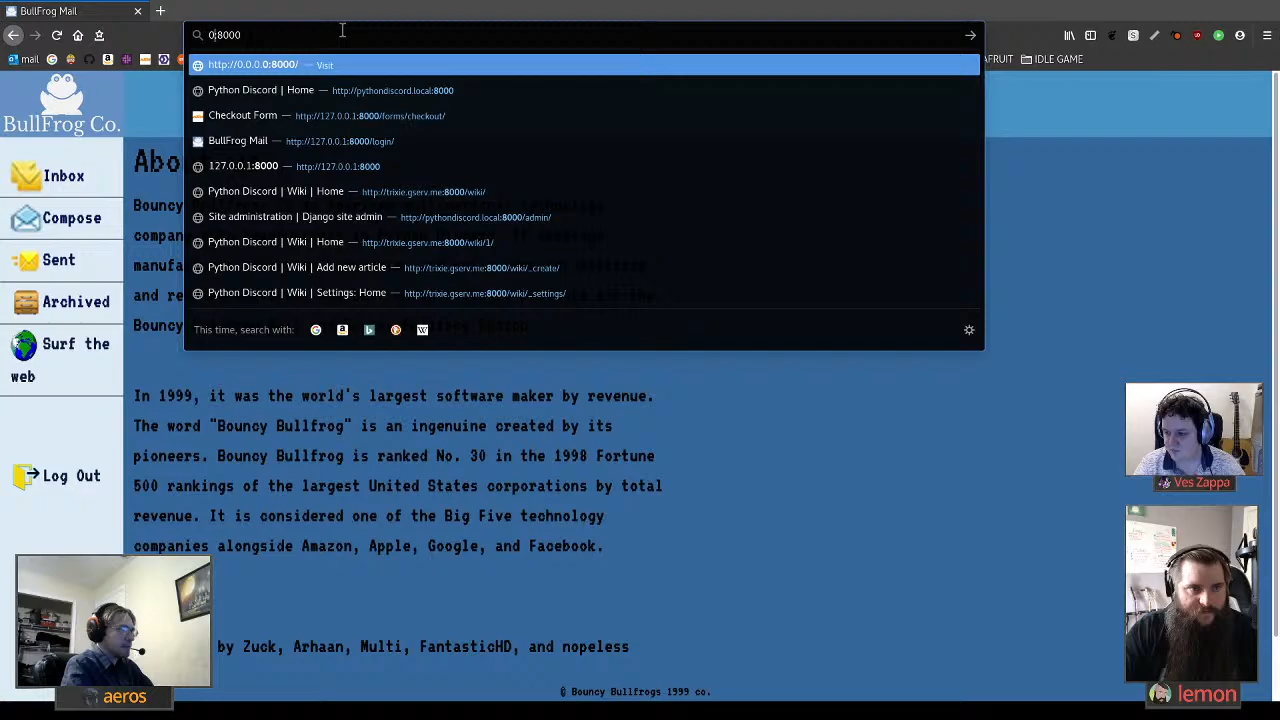 BullFrog Mail
0:8000
mail
AFRUIT
IDLE GAME
http://0.0.0.0:8000/ — Visit
Python Discord | Home — http://pythondiscord.local:8000
Checkout Form — http://127.0.0.1:8000/forms/checkout/
BullFrog Mail — http://127.0.0.1:8000/login/
127.0.0.1:8000 — http://127.0.0.1:8000
Python Discord | Wiki | Home — http://trixie.gserv.me:8000/wiki/
Site administration | Django site admin — http://pythondiscord.local:8000/admin/
Python Discord | Wiki | Home — http://trixie.gserv.me:8000/wiki/1/
Python Discord | Wiki | Add new article — http://trixie.gserv.me:8000/wiki/_create/
Python Discord | Wiki | Settings: Home — http://trixie.gserv.me:8000/wiki/_settings/
This time, search with:
BullFrog Co.
Inbox
Compose
Sent
Archived
Surf the
web
Log Out
Abo
Bouncy
compan
manufa
and re
Bouncy
In 1999, it was the world's largest software maker by revenue.
The word "Bouncy Bullfrog" is an ingenuine created by its
pioneers. Bouncy Bullfrog is ranked No. 30 in the 1998 Fortune
500 rankings of the largest United States corporations by total
revenue. It is considered one of the Big Five technology
companies alongside Amazon, Apple, Google, and Facebook.
by Zuck, Arhaan, Multi, FantasticHD, and nopeless
© Bouncy Bullfrogs 1999 co.
Ves Zappa
aeros
lemon